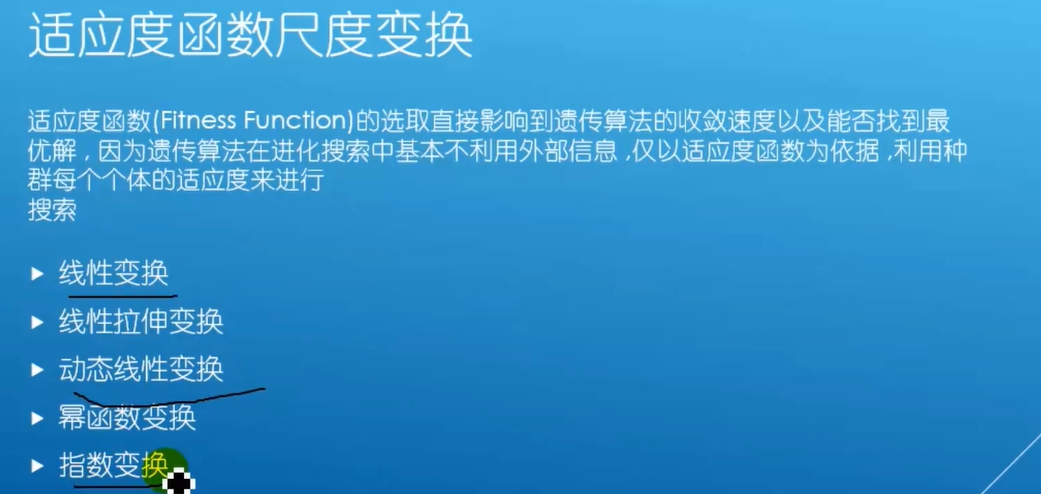 适应度函数尺度变换
适应度函数(Fitness Function)的选取直接影响到遗传算法的收敛速度以及能否找到最
优解，因为遗传算法在进化搜索中基本不利用外部信息,仅以适应度函数为依据,利用种
群每个个体的适应度来进行
搜索
线性变换
线性拉伸变换
动态线性变换
幂函数变换
指数变换